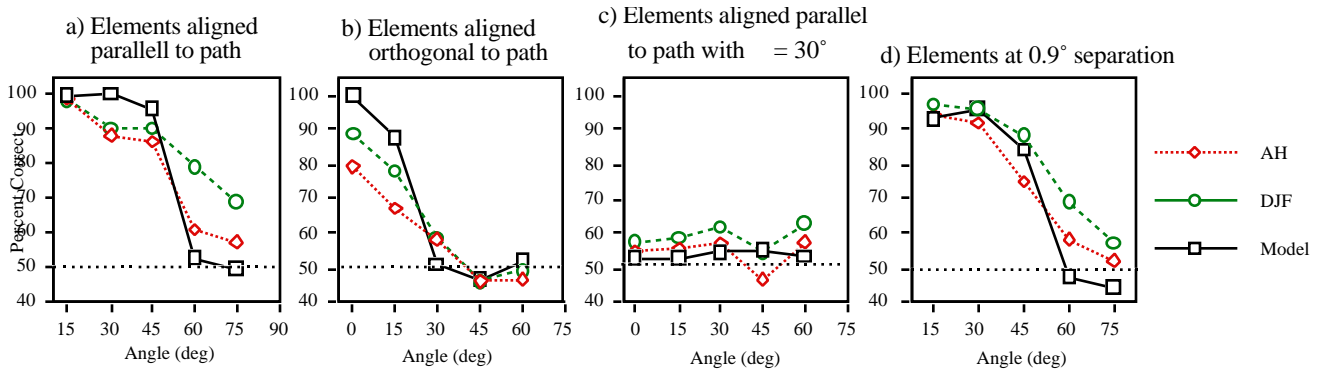 a) Elements aligned
parallell to path
b) Elements aligned
orthogonal to path
c) Elements aligned parallel
to path with = 30˚
d) Elements at 0.9˚ separation
Percent Correct
100
90
80
70
60
50
40
15 30 45 60 75 90
Angle (deg)
100
90
80
70
60
50
40
0 15 30 45 60 75
Angle (deg)
100
90
80
70
60
50
40
0 15 30 45 60 75
Angle (deg)
100
90
80
70
60
50
40
15 30 45 60 75
Angle (deg)
AH
DJF
Model